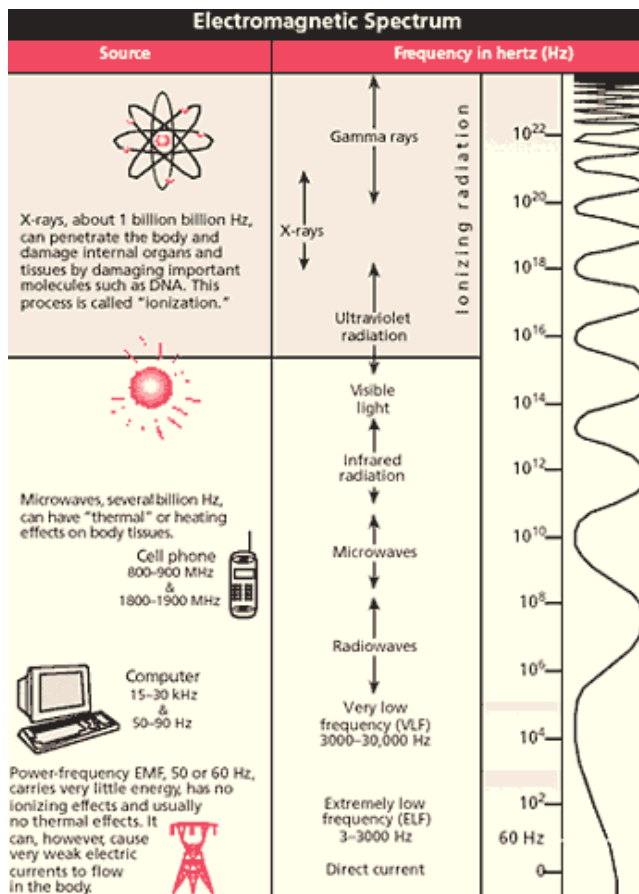 Electromagnetic Spectrum
Source
Frequency in hertz (Hz)
X-rays, about 1 billion billion Hz,
can penetrate the body and
damage internal organs and
tissues by damaging important
molecules such as DNA. This
process is called “ionization.”
Gamma rays
X-rays
Ultraviolet
radiation
Ionizing radiation
Visible
light
Infrared
radiation
Microwaves, several billion Hz,
can have “thermal” or heating
effects on body tissues.
Cell phone
800–900 MHz
&
1800–1900 MHz
Microwaves
Radiowaves
Computer
15–30 kHz
&
50–90 Hz
Very low
frequency (VLF)
3000–30,000 Hz
Power-frequency EMF, 50 or 60 Hz,
carries very little energy, has no
ionizing effects and usually
no thermal effects. It
can, however, cause
very weak electric
currents to flow
in the body.
Extremely low
frequency (ELF)
3–3000 Hz
Direct current
10²²
10²⁰
10¹⁸
10¹⁶
10¹⁴
10¹²
10¹⁰
10⁸
10⁶
10⁴
10²
60 Hz
0